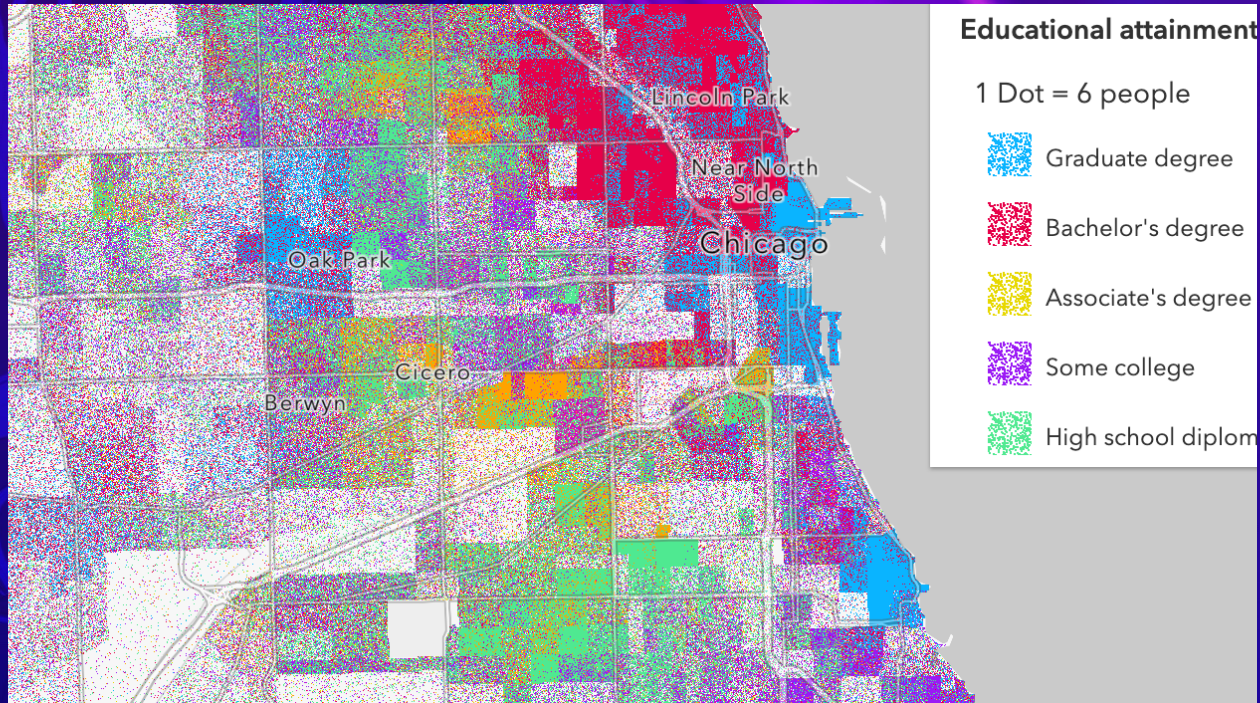 Lincoln Park
Near North
Side
Chicago
Oak Park
Cicero
Berwyn
Educational attainment
1 Dot = 6 people
Graduate degree
Bachelor's degree
Associate's degree
Some college
High school diplom